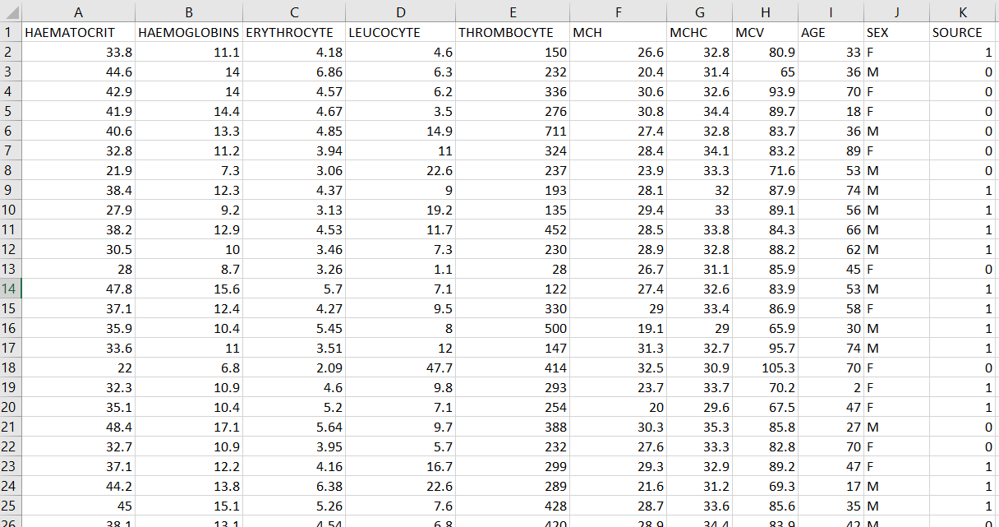 A B C D E F G H I J K
1 HAEMATOCRIT HAEMOGLOBINS ERYTHROCYTE LEUCOCYTE THROMBOCYTE MCH MCHC MCV AGE SEX SOURCE
2 33.8 11.1 4.18 4.6 150 26.6 32.8 80.9 33 F 1
3 44.6 14 6.86 6.3 232 20.4 31.4 65 36 M 0
4 42.9 14 4.57 6.2 336 30.6 32.6 93.9 70 F 0
5 41.9 14.4 4.67 3.5 276 30.8 34.4 89.7 18 F 0
6 40.6 13.3 4.85 14.9 711 27.4 32.8 83.7 36 M 0
7 32.8 11.2 3.94 11 324 28.4 34.1 83.2 89 F 0
8 21.9 7.3 3.06 22.6 237 23.9 33.3 71.6 53 M 0
9 38.4 12.3 4.37 9 193 28.1 32 87.9 74 M 1
10 27.9 9.2 3.13 19.2 135 29.4 33 89.1 56 M 1
11 38.2 12.9 4.53 11.7 452 28.5 33.8 84.3 66 M 1
12 30.5 10 3.46 7.3 230 28.9 32.8 88.2 62 M 1
13 28 8.7 3.26 1.1 28 26.7 31.1 85.9 45 F 0
14 47.8 15.6 5.7 7.1 122 27.4 32.6 83.9 53 M 1
15 37.1 12.4 4.27 9.5 330 29 33.4 86.9 58 F 1
16 35.9 10.4 5.45 8 500 19.1 29 65.9 30 M 1
17 33.6 11 3.51 12 147 31.3 32.7 95.7 74 M 1
18 22 6.8 2.09 47.7 414 32.5 30.9 105.3 70 F 0
19 32.3 10.9 4.6 9.8 293 23.7 33.7 70.2 2 F 1
20 35.1 10.4 5.2 7.1 254 20 29.6 67.5 47 F 1
21 48.4 17.1 5.64 9.7 388 30.3 35.3 85.8 27 M 0
22 32.7 10.9 3.95 5.7 232 27.6 33.3 82.8 70 F 0
23 37.1 12.2 4.16 16.7 299 29.3 32.9 89.2 47 F 1
24 44.2 13.8 6.38 22.6 289 21.6 31.2 69.3 17 M 1
25 45 15.1 5.26 7.6 428 28.7 33.6 85.6 35 M 1
26 38.1 13.1 4.54 6.8 420 28.9 34.4 83.9 42 M 0